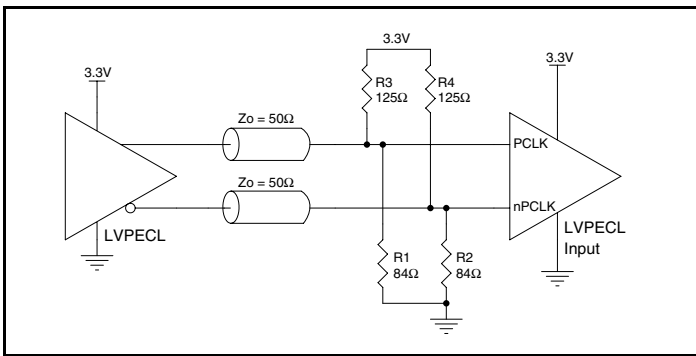 3.3V
3.3V
3.3V
R3
125Ω
R4
125Ω
Zo = 50Ω
PCLK
Zo = 50Ω
nPCLK
LVPECL
LVPECL
Input
R1
84Ω
R2
84Ω